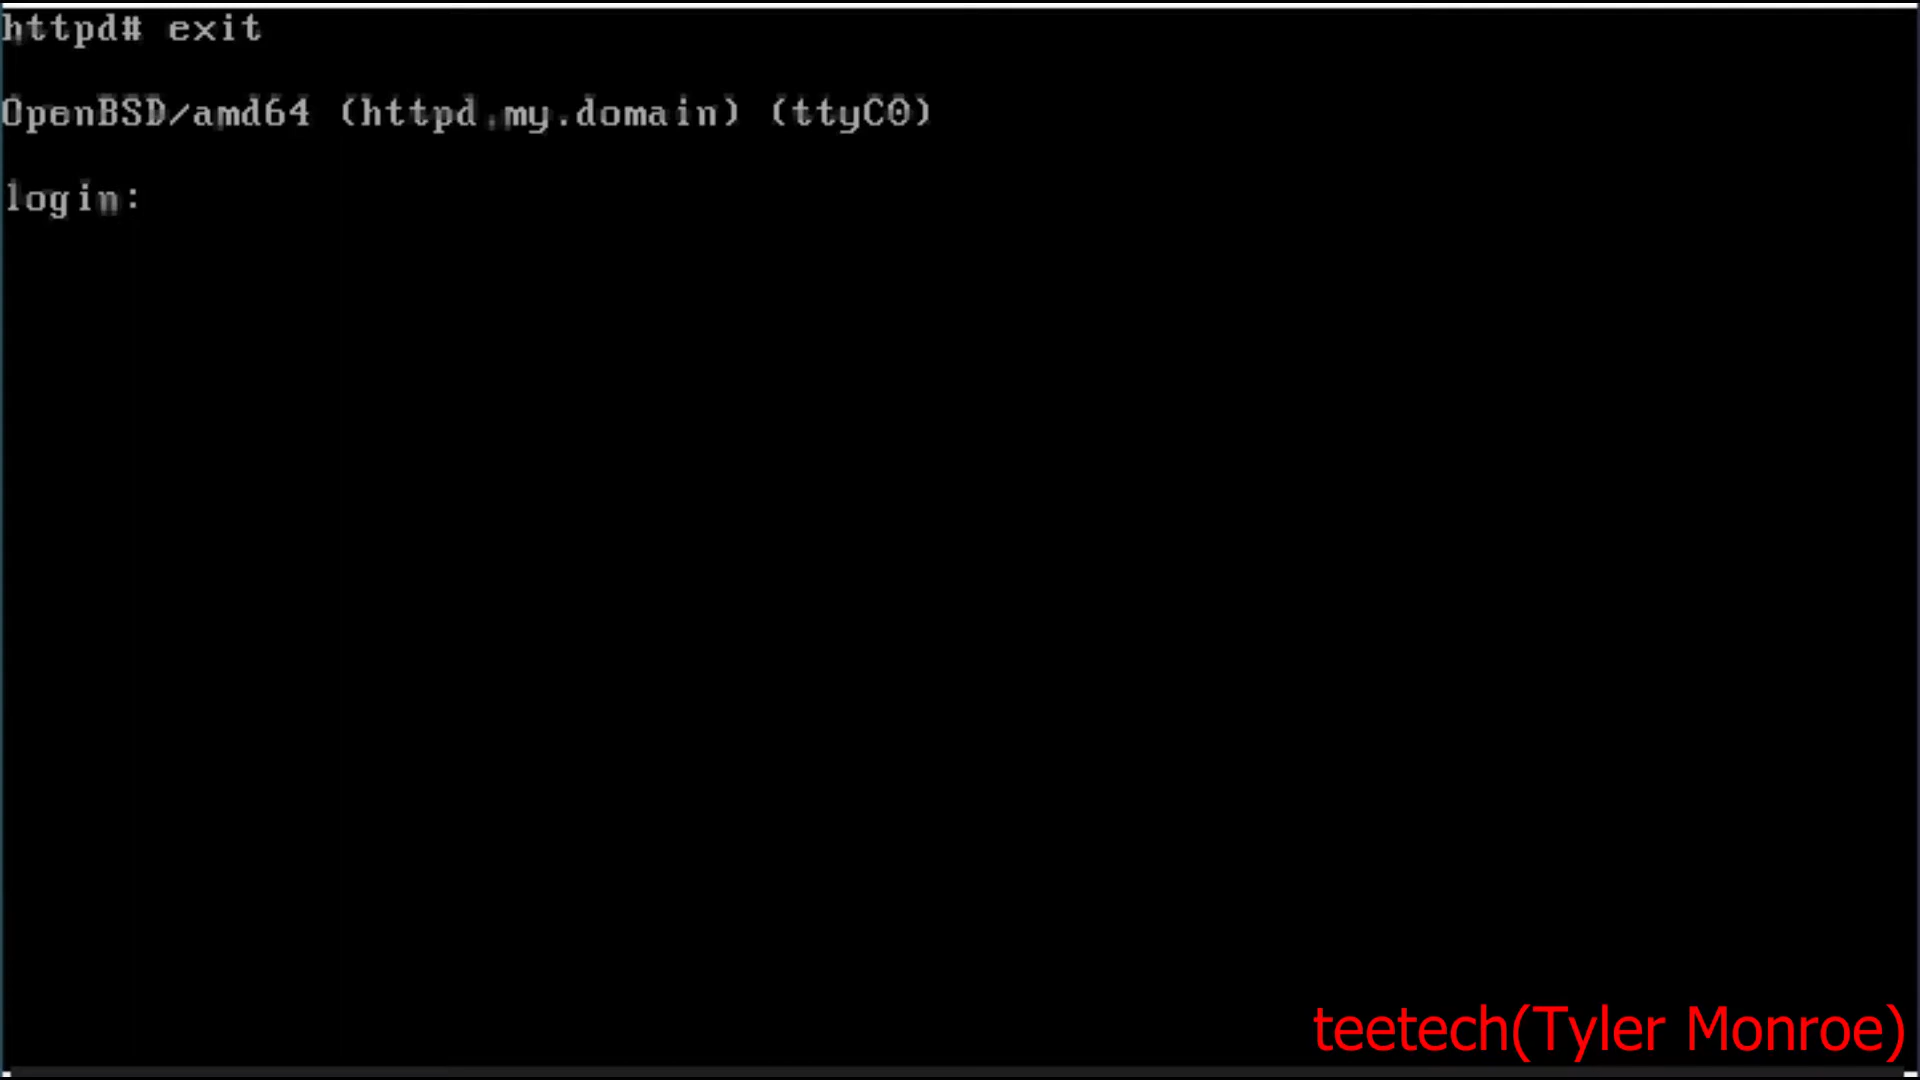 httpd# exit
OpenBSD/amd64 (httpd.my.domain) (ttyC0)
login:
teetech(Tyler Monroe)